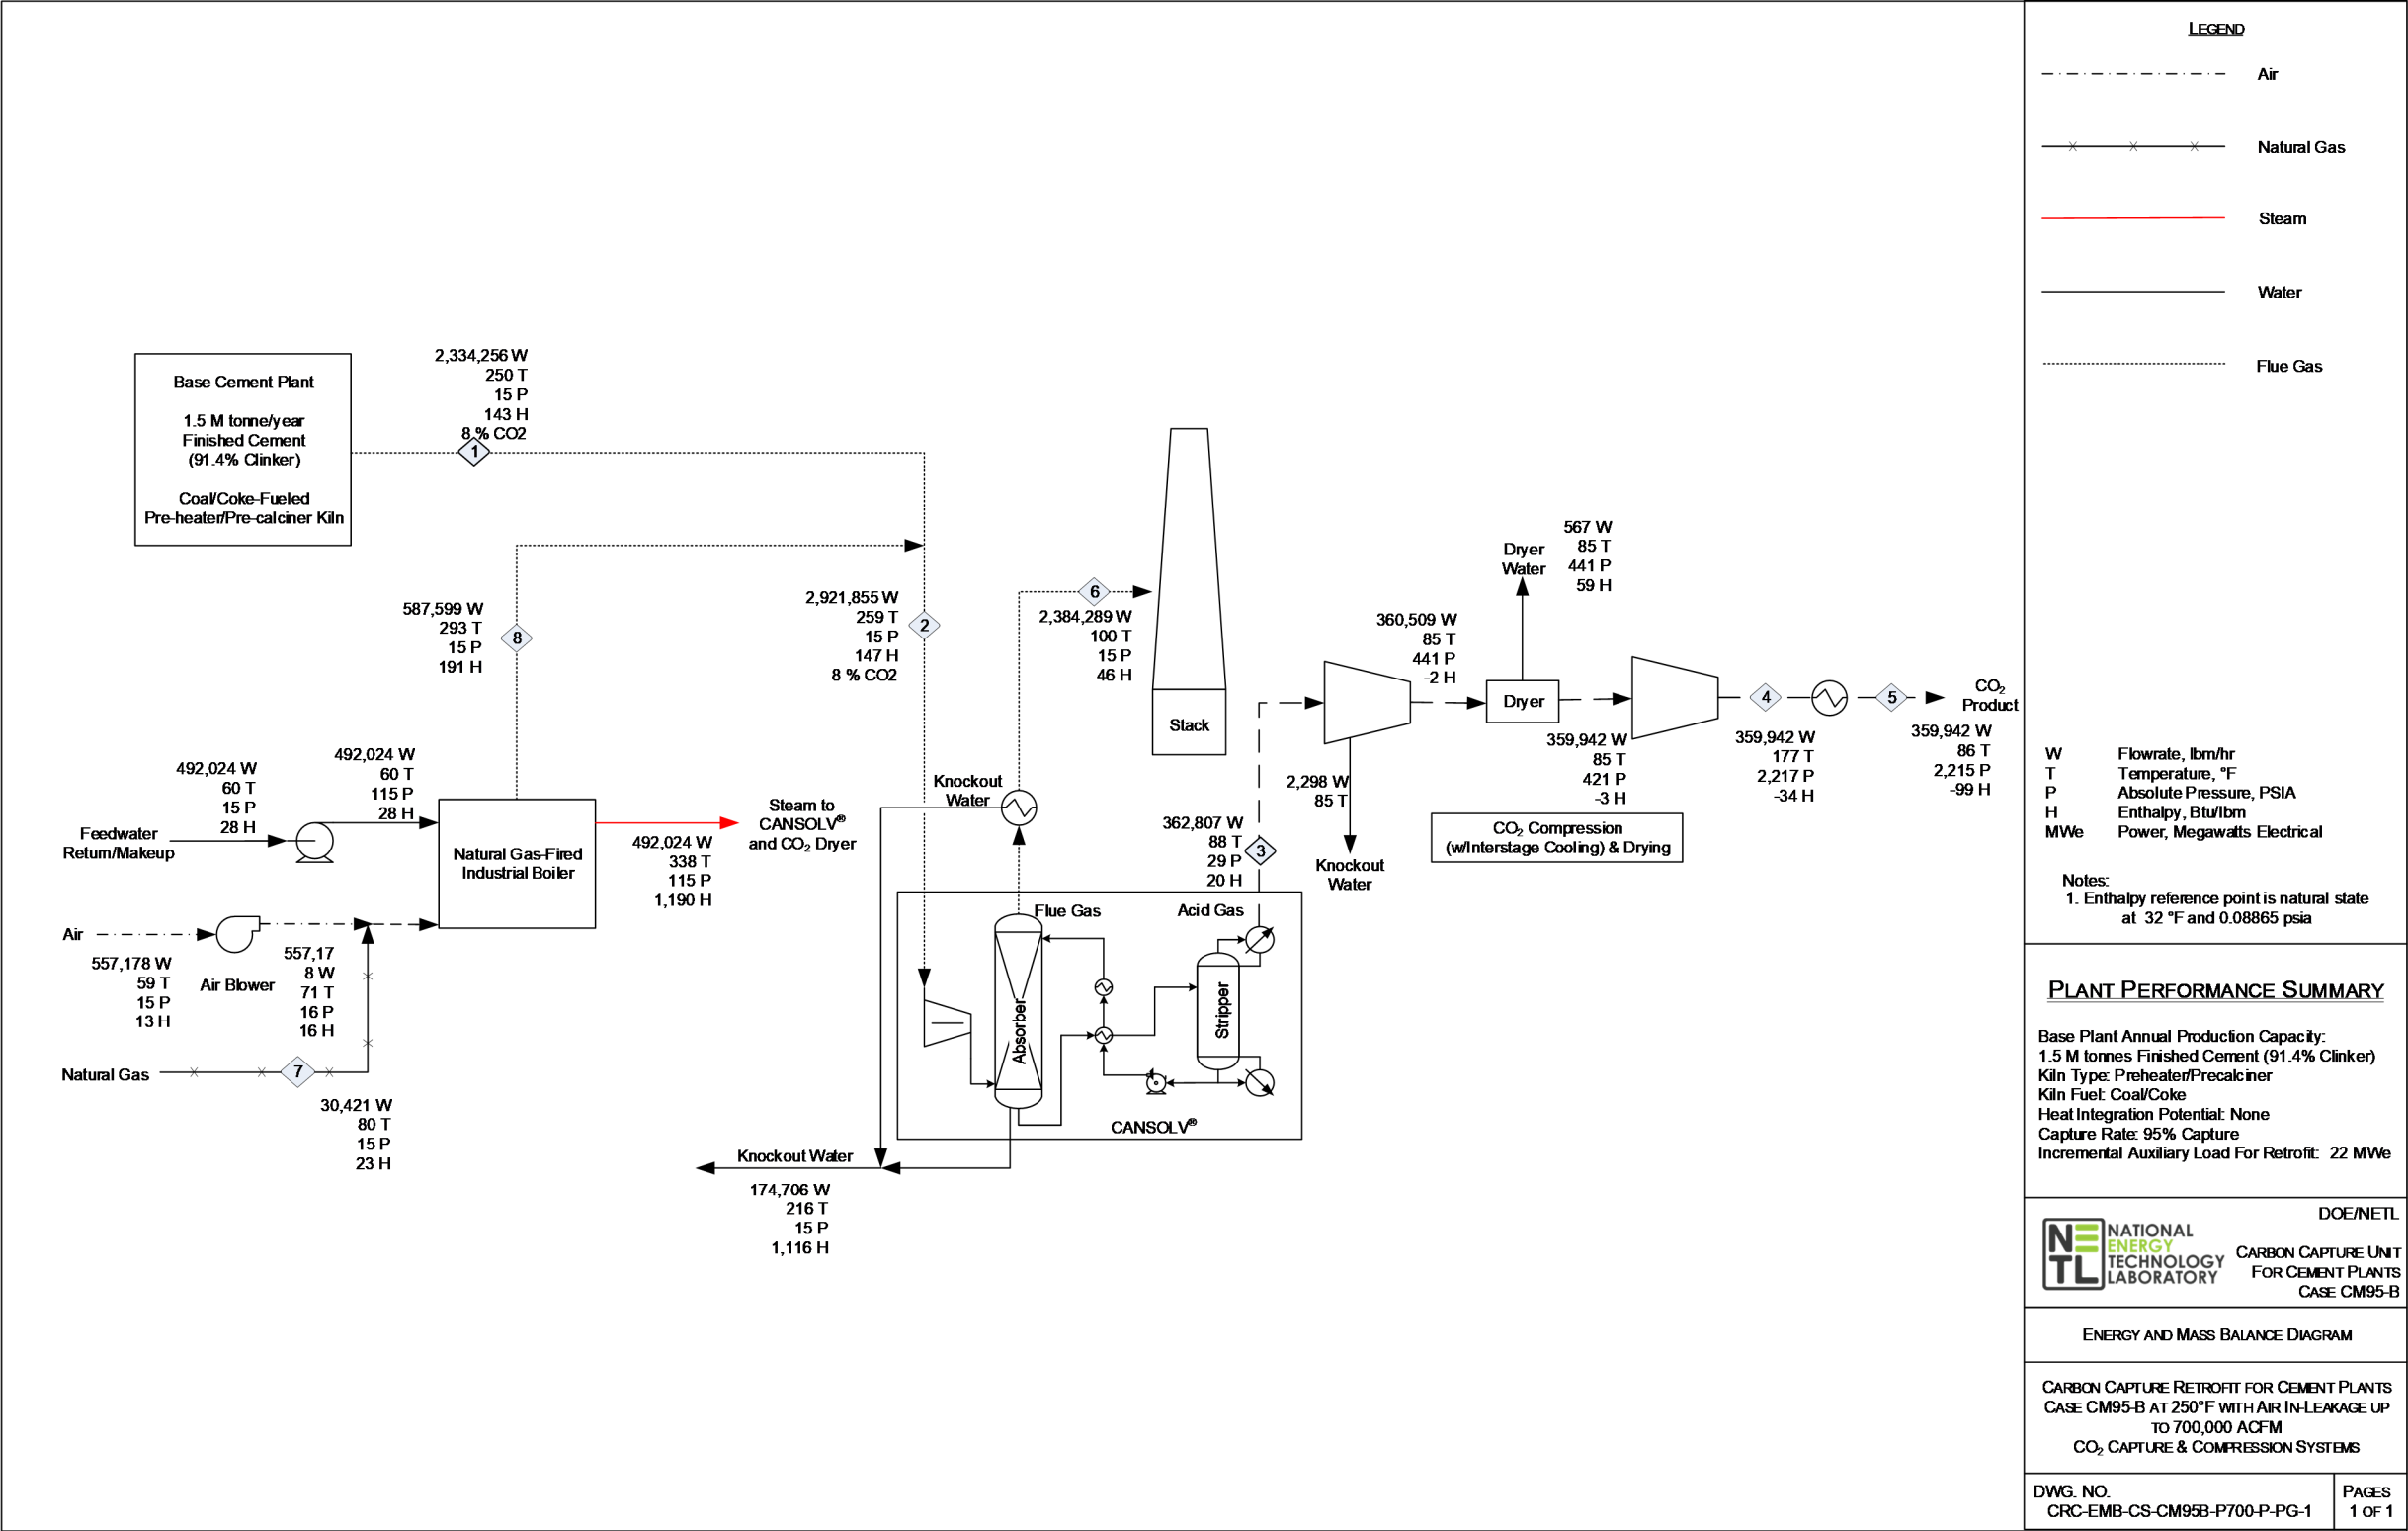 Base Cement Plant
1.5 M tonne/year
Finished Cement
(91.4% Clinker)
Coal/Coke-Fueled
Pre-heater/Pre-calciner Kiln
2,334,256 W
250 T
15 P
143 H
8 % CO2
1
587,599 W
293 T
15 P
191 H
8
2,921,855 W
259 T
15 P
147 H
8 % CO2
2
6
2,384,289 W
100 T
15 P
46 H
Stack
492,024 W
60 T
15 P
28 H
Feedwater
Return/Makeup
492,024 W
60 T
115 P
28 H
Natural Gas-Fired
Industrial Boiler
492,024 W
338 T
115 P
1,190 H
Steam to
CANSOLV®
and CO₂ Dryer
Air
557,178 W
59 T
15 P
13 H
Air Blower
557,17
8 W
71 T
16 P
16 H
Natural Gas
7
30,421 W
80 T
15 P
23 H
Knockout
Water
Knockout Water
174,706 W
216 T
15 P
1,116 H
Flue Gas
Acid Gas
Absorber
Stripper
CANSOLV®
362,807 W
88 T
29 P
20 H
3
2,298 W
85 T
Knockout
Water
360,509 W
85 T
441 P
-2 H
Dryer
Water
567 W
85 T
441 P
59 H
Dryer
359,942 W
85 T
421 P
-3 H
CO₂ Compression
(w/Interstage Cooling) & Drying
4
359,942 W
177 T
2,217 P
-34 H
5
CO₂
Product
359,942 W
86 T
2,215 P
-99 H
LEGEND
Air
Natural Gas
Steam
Water
Flue Gas
W Flowrate, lbm/hr
T Temperature, °F
P Absolute Pressure, PSIA
H Enthalpy, Btu/lbm
MWe Power, Megawatts Electrical
Notes:
1. Enthalpy reference point is natural state
at 32 °F and 0.08865 psia
PLANT PERFORMANCE SUMMARY
Base Plant Annual Production Capacity:
1.5 M tonnes Finished Cement (91.4% Clinker)
Kiln Type: Preheater/Precalciner
Kiln Fuel: Coal/Coke
Heat Integration Potential: None
Capture Rate: 95% Capture
Incremental Auxiliary Load For Retrofit: 22 MWe
NETL
NATIONAL
ENERGY
TECHNOLOGY
LABORATORY
DOE/NETL
CARBON CAPTURE UNIT
FOR CEMENT PLANTS
CASE CM95-B
ENERGY AND MASS BALANCE DIAGRAM
CARBON CAPTURE RETROFIT FOR CEMENT PLANTS
CASE CM95-B AT 250°F WITH AIR IN-LEAKAGE UP
TO 700,000 ACFM
CO₂ CAPTURE & COMPRESSION SYSTEMS
DWG. NO.
CRC-EMB-CS-CM95B-P700-P-PG-1
PAGES
1 OF 1